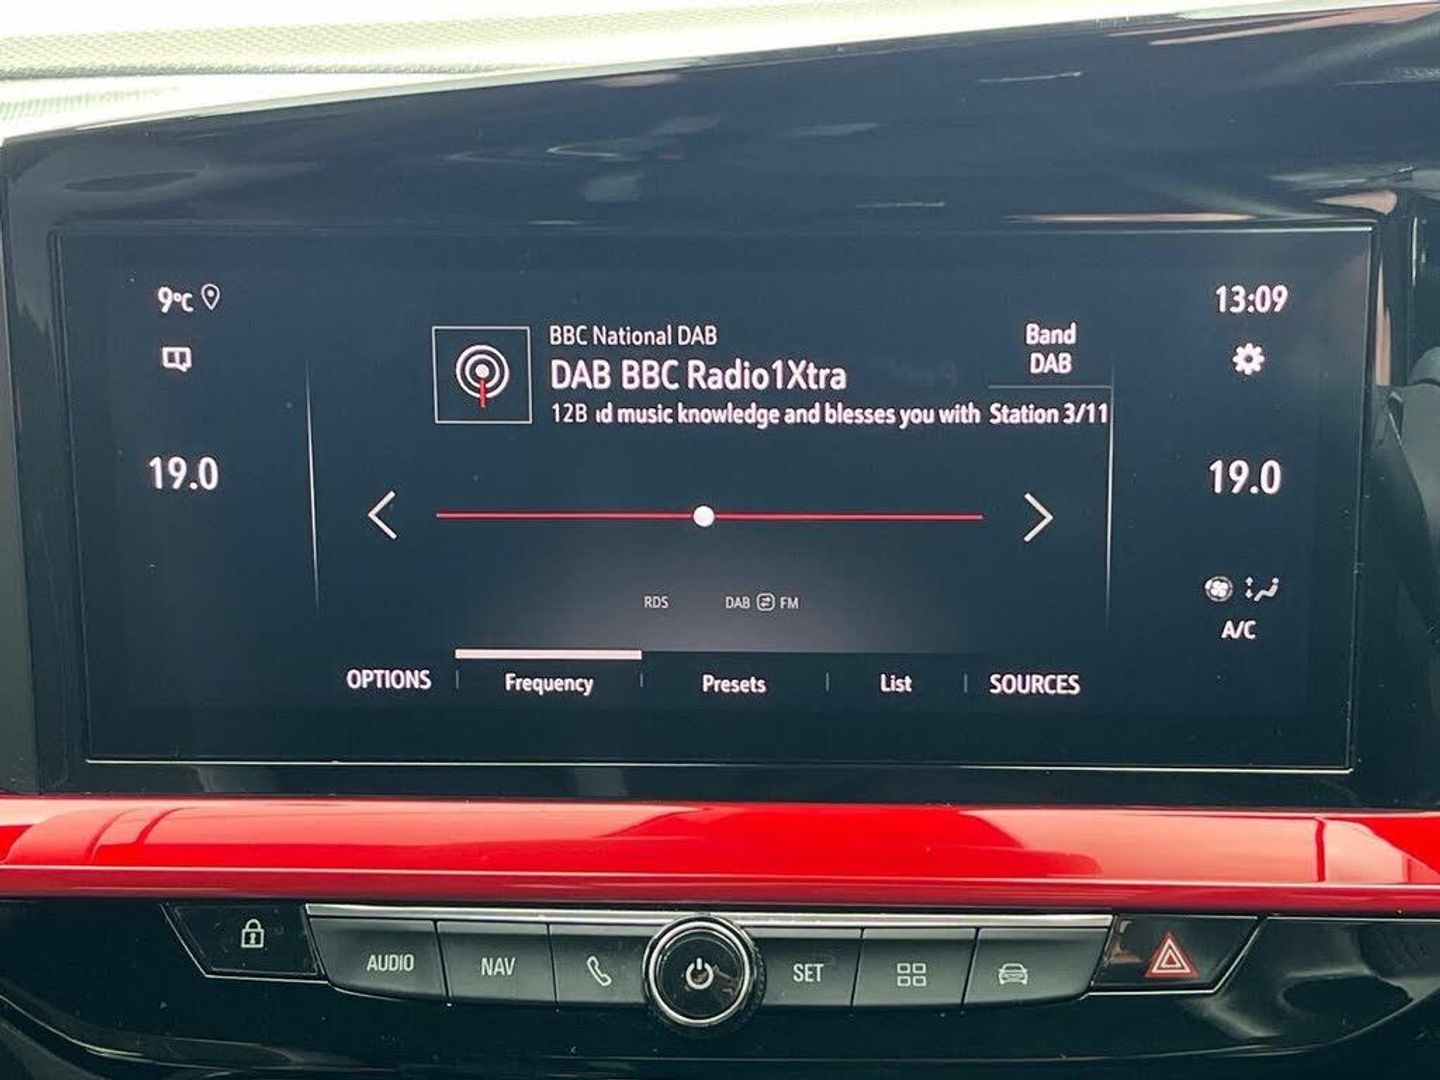 9°C
13:09
BBC National DAB
Band
DAB BBC Radio1Xtra
DAB
12B
d music knowledge and blesses you with
Station 3/11
19.0
19.0
RDS
DAB
FM
A/C
OPTIONS
Frequency
Presets
List
SOURCES
AUDIO
NAV
SET